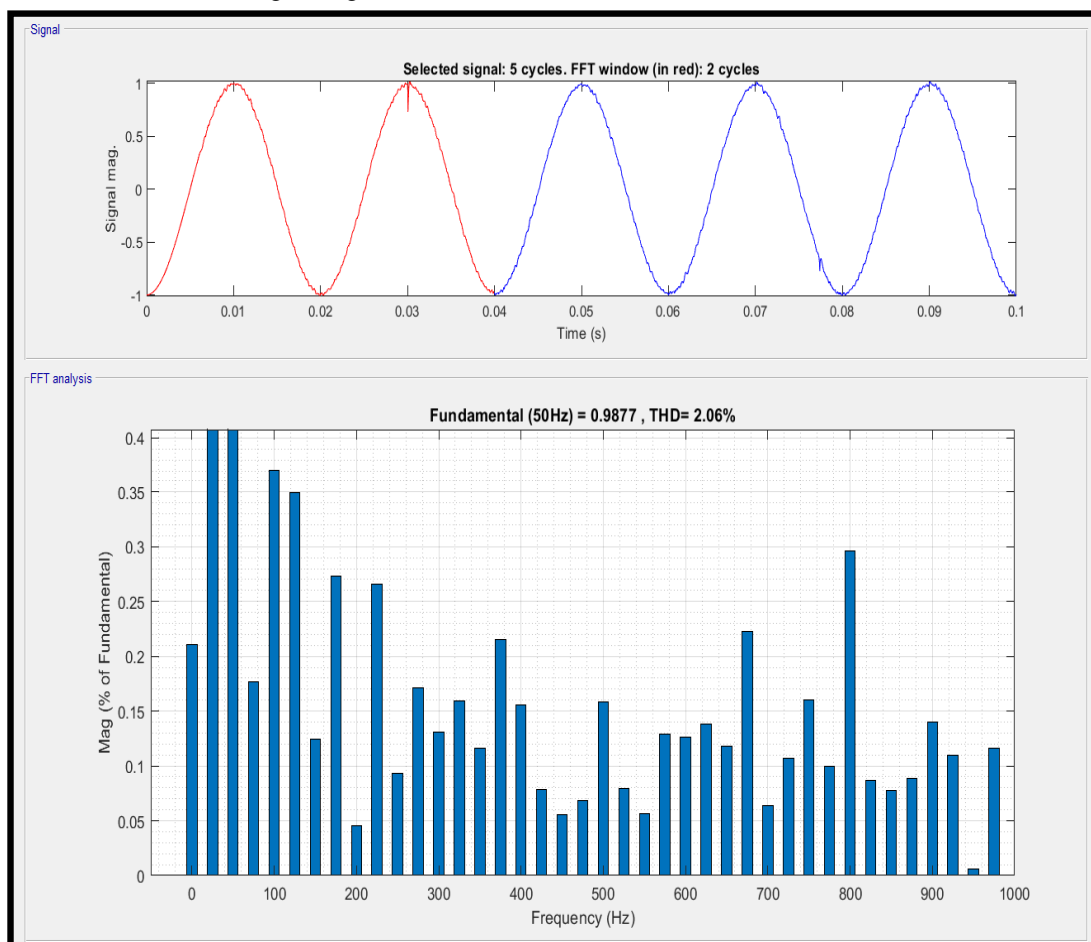 Signal
Selected signal: 5 cycles. FFT window (in red): 2 cycles
Signal mag.
1
0.5
0
-0.5
-1
0 0.01 0.02 0.03 0.04 0.05 0.06 0.07 0.08 0.09 0.1
Time (s)
FFT analysis
Fundamental (50Hz) = 0.9877 , THD= 2.06%
Mag (% of Fundamental)
0.4
0.35
0.3
0.25
0.2
0.15
0.1
0.05
0
0 100 200 300 400 500 600 700 800 900 1000
Frequency (Hz)